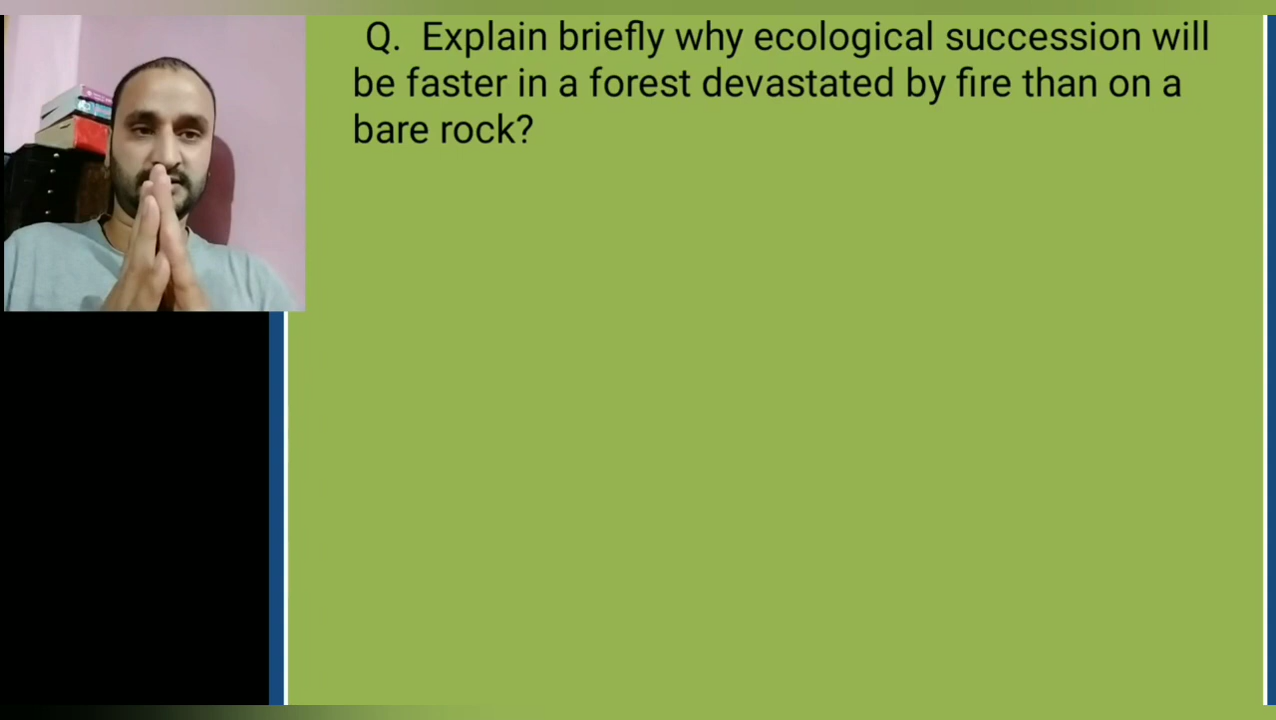 Q. Explain briefly why ecological succession will
be faster in a forest devastated by fire than on a
bare rock?